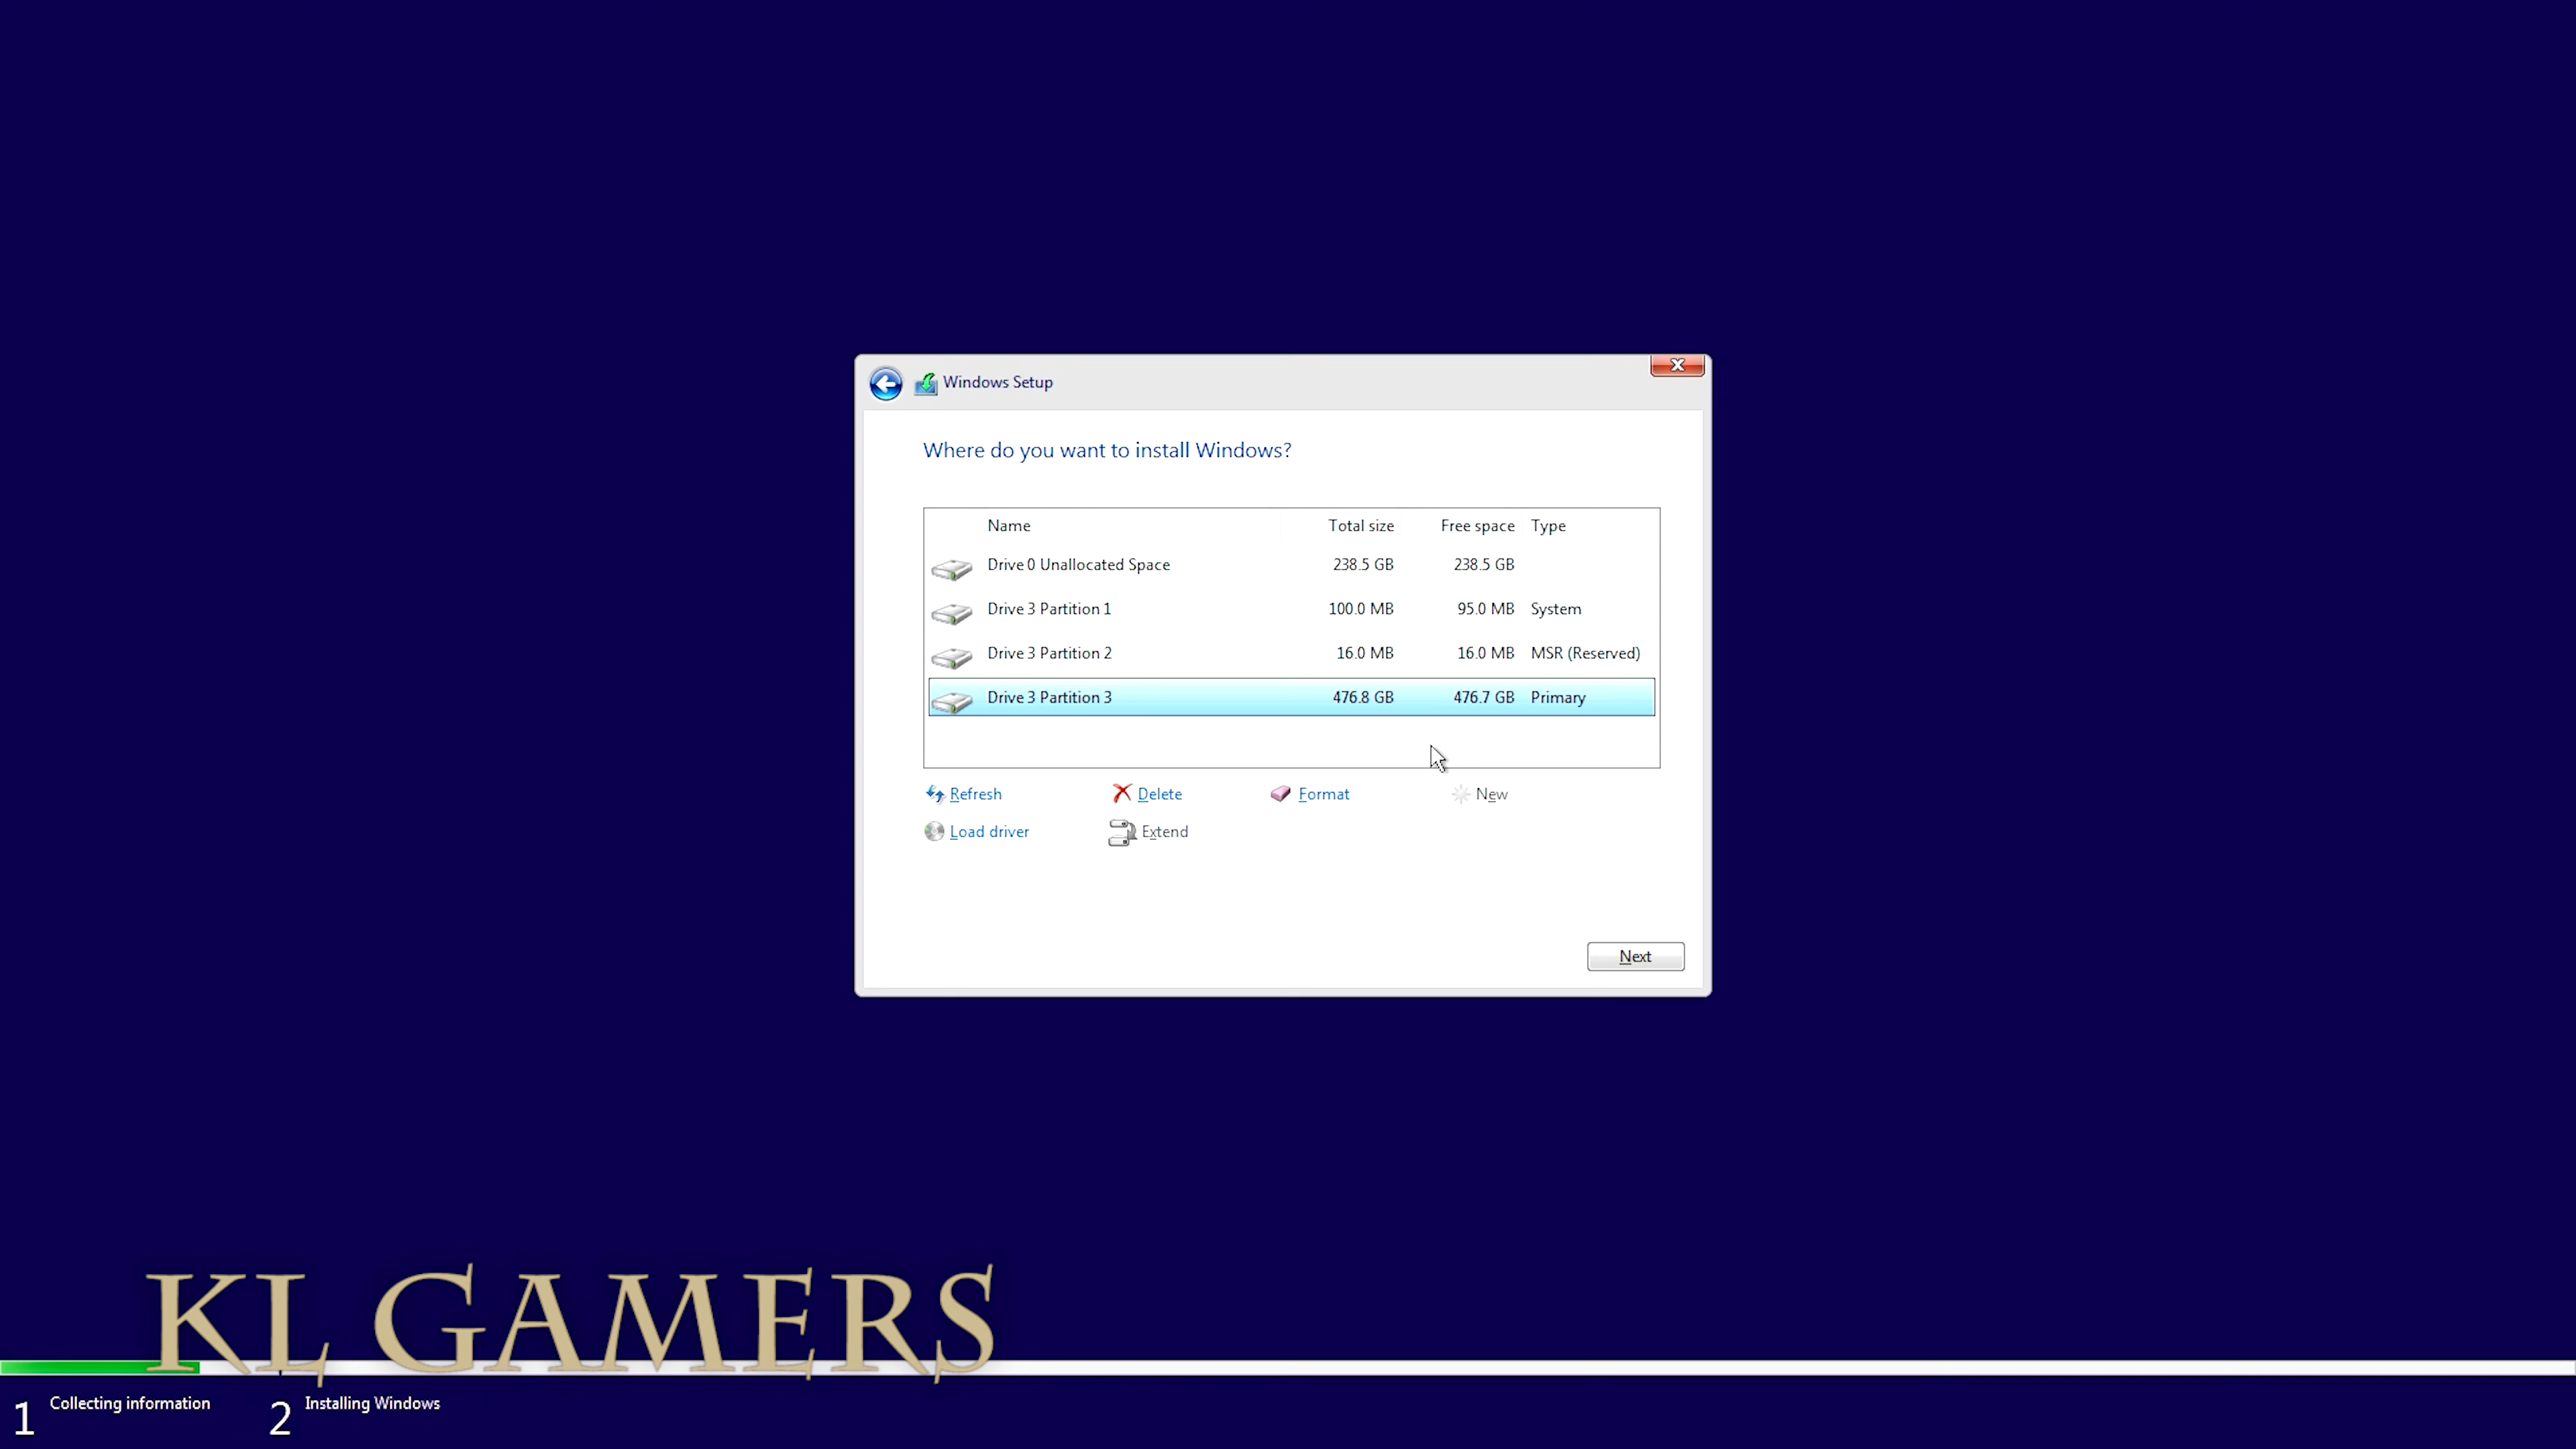 Windows Setup
Where do you want to install Windows?
Name Total size Free space Type
Drive 0 Unallocated Space 238.5 GB 238.5 GB
Drive 3 Partition 1 100.0 MB 95.0 MB System
Drive 3 Partition 2 16.0 MB 16.0 MB MSR (Reserved)
Drive 3 Partition 3 476.8 GB 476.7 GB Primary
Refresh Delete Format New
Load driver Extend
Next
KL GAMERS
1 Collecting information 2 Installing Windows